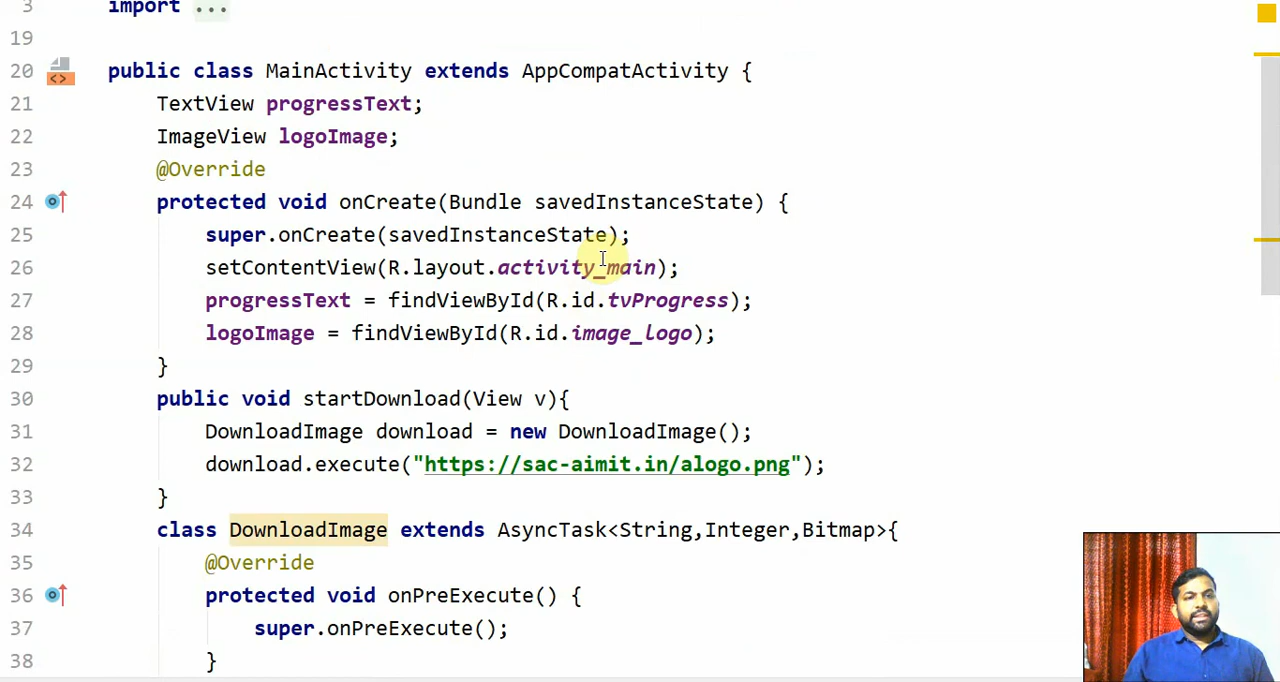 3 import ...
19
20 public class MainActivity extends AppCompatActivity {
21 TextView progressText;
22 ImageView logoImage;
23 @Override
24 protected void onCreate(Bundle savedInstanceState) {
25 super.onCreate(savedInstanceState);
26 setContentView(R.layout.activity_main);
27 progressText = findViewById(R.id.tvProgress);
28 logoImage = findViewById(R.id.image_logo);
29 }
30 public void startDownload(View v){
31 DownloadImage download = new DownloadImage();
32 download.execute("https://sac-aimit.in/alogo.png");
33 }
34 class DownloadImage extends AsyncTask<String,Integer,Bitmap>{
35 @Override
36 protected void onPreExecute() {
37 super.onPreExecute();
38 }